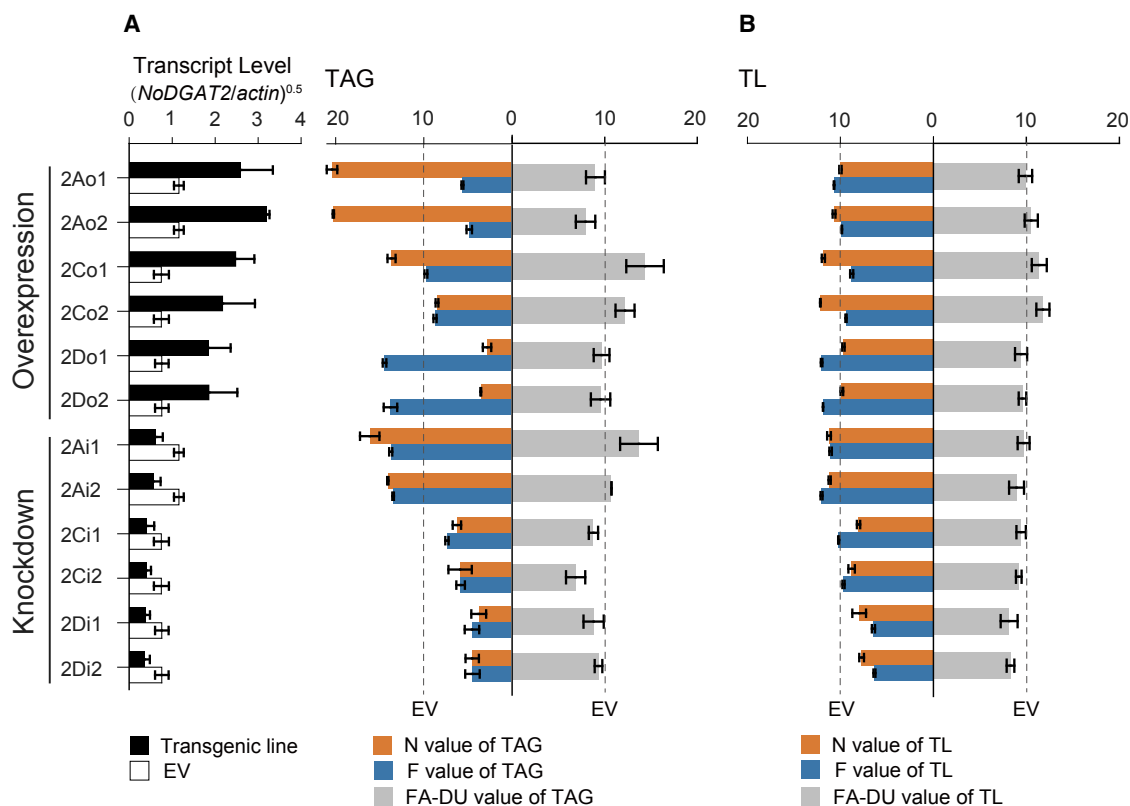 A
B
Transcript Level
(NoDGAT2/actin)0.5
TAG
TL
0 1 2 3 4
20 10 0 10 20
20 10 0 10 20
Overexpression
2Ao1
2Ao2
2Co1
2Co2
2Do1
2Do2
Knockdown
2Ai1
2Ai2
2Ci1
2Ci2
2Di1
2Di2
EV EV
EV EV
Transgenic line
EV
N value of TAG
F value of TAG
FA-DU value of TAG
N value of TL
F value of TL
FA-DU value of TL